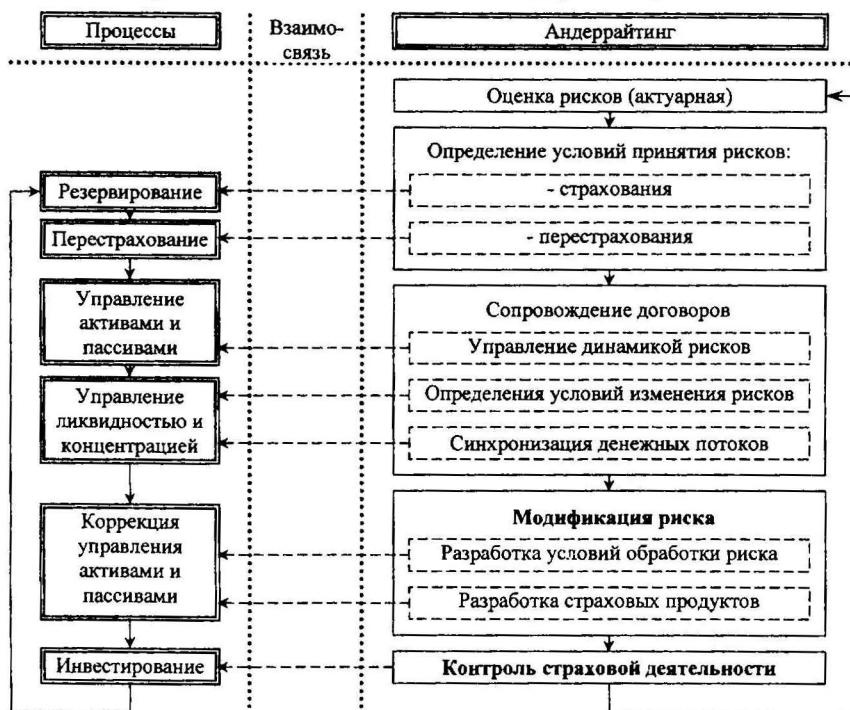 Процессы
Взаимо-
связь
Андеррайтинг
Оценка рисков (актуарная)
Определение условий принятия рисков:
Резервирование
- страхования
Перестрахование
- перестрахования
Управление
активами и
пассивами
Сопровождение договоров
Управление динамикой рисков
Управление
ликвидностью и
концентрацией
Определения условий изменения рисков
Синхронизация денежных потоков
Коррекция
управления
активами и
пассивами
Модификация риска
Разработка условий обработки риска
Разработка страховых продуктов
Инвестирование
Контроль страховой деятельности